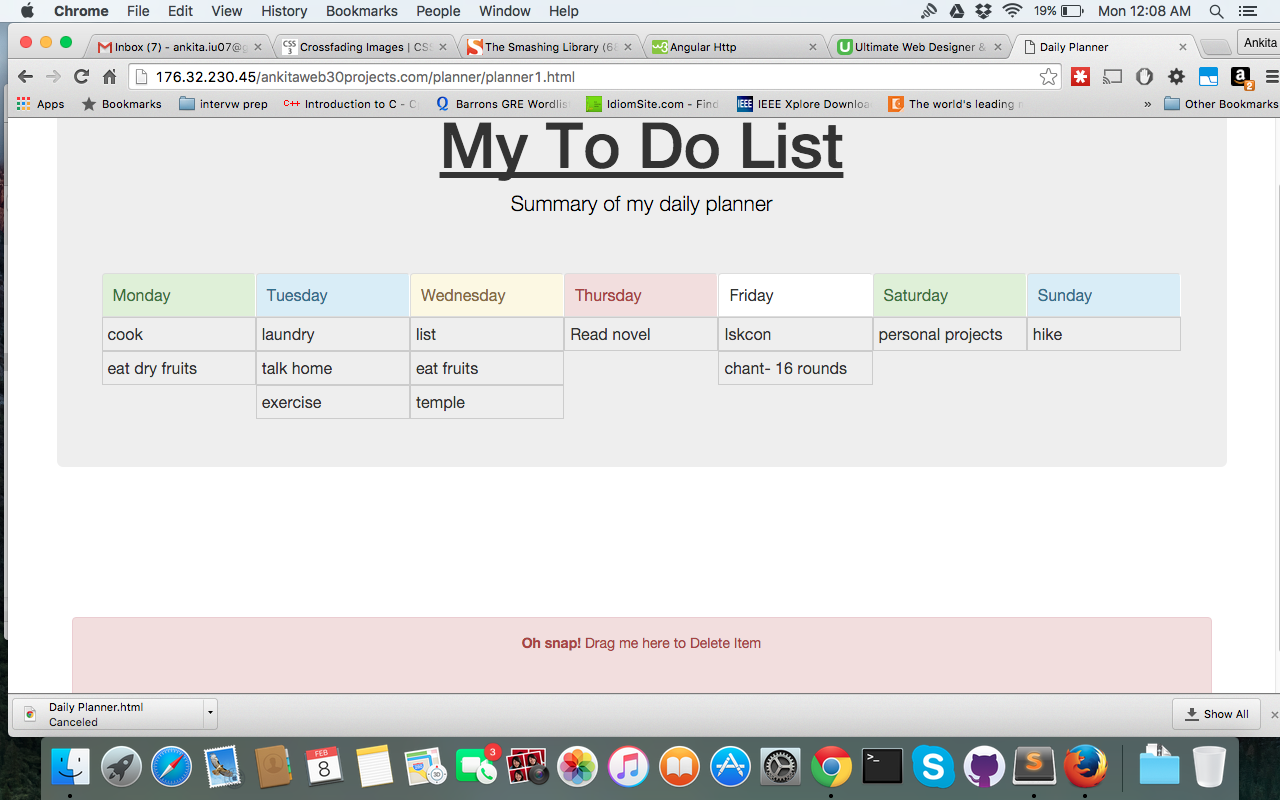 Chrome File Edit View History Bookmarks People Window Help 19% Mon 12:08 AM
Inbox (7) - ankita.iu07@g Crossfading Images | CS The Smashing Library (6 Angular Http Ultimate Web Designer & Daily Planner Ankita
176.32.230.45/ankitaweb30projects.com/planner/planner1.html
Apps Bookmarks intervw prep Introduction to C - C Barrons GRE Wordlis IdiomSite.com - Find IEEE Xplore Downloa The world's leading » Other Bookmarks
My To Do List
Summary of my daily planner
Monday Tuesday Wednesday Thursday Friday Saturday Sunday
cook laundry list Read novel Iskcon personal projects hike
eat dry fruits talk home eat fruits chant- 16 rounds
exercise temple
Oh snap! Drag me here to Delete Item
Daily Planner.html
Canceled
Show All
FEB
8
3